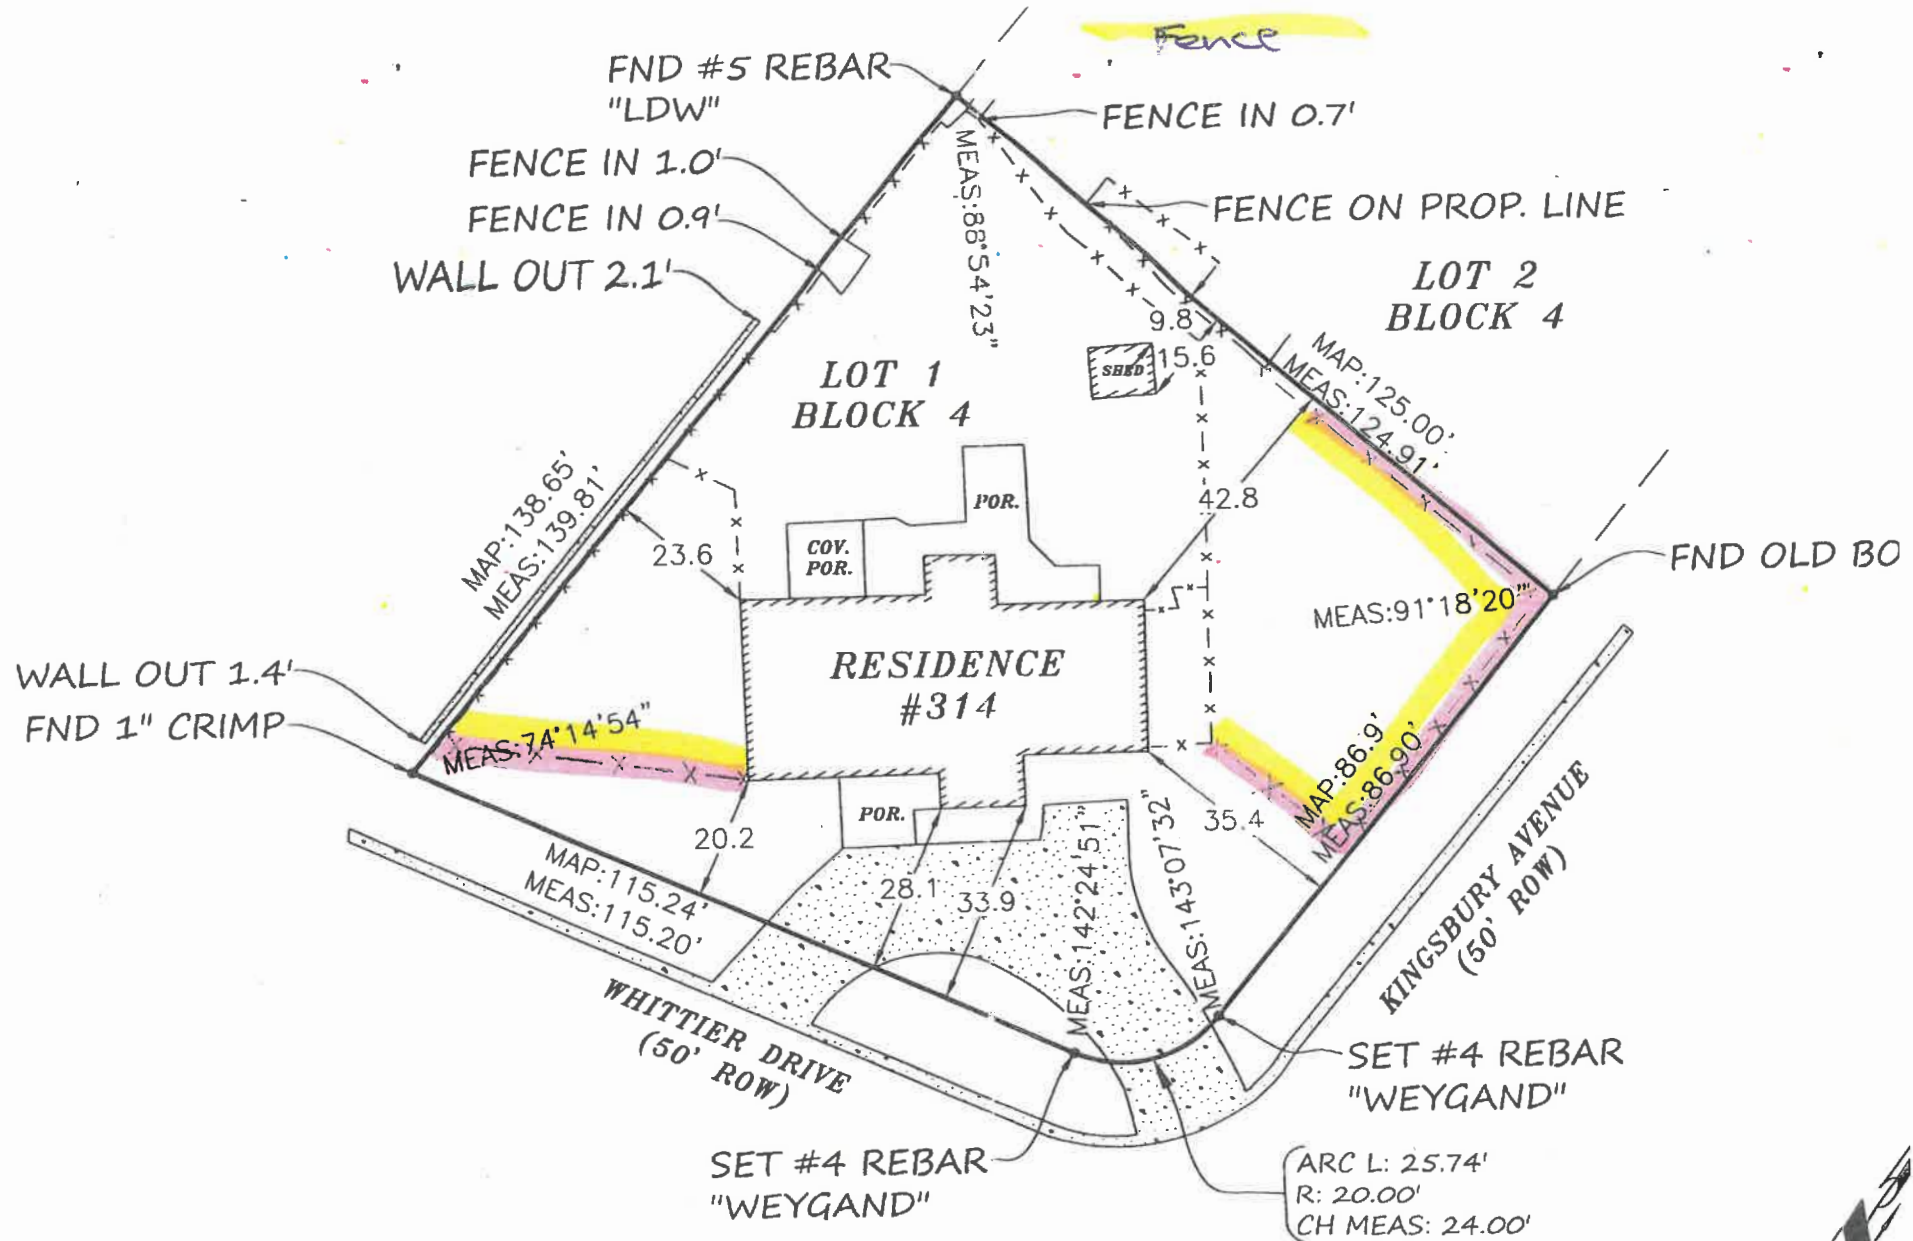 Fence
FND #5 REBAR
"LDW"
FENCE IN 0.7'
FENCE IN 1.0'
FENCE IN 0.9'
WALL OUT 2.1'
MEAS:88°54'23"
FENCE ON PROP. LINE
LOT 2
BLOCK 4
9.8
15.6
SHED
MAP:125.00'
MEAS:124.91'
LOT 1
BLOCK 4
MAP:138.65'
MEAS:139.81'
23.6
COV.
POR.
POR.
42.8
FND OLD BO
MEAS:91°18'20"
RESIDENCE
#314
WALL OUT 1.4'
FND 1" CRIMP
MEAS:74°14'54"
MAP:86.9'
MEAS:86.90'
KINGSBURY AVENUE
(50' ROW)
POR.
20.2
28.1
33.9
35.4
MAP:115.24'
MEAS:115.20'
MEAS:142°24'51"
MEAS:143°07'32"
WHITTIER DRIVE
(50' ROW)
SET #4 REBAR
"WEYGAND"
SET #4 REBAR
"WEYGAND"
ARC L: 25.74'
R: 20.00'
CH MEAS: 24.00'